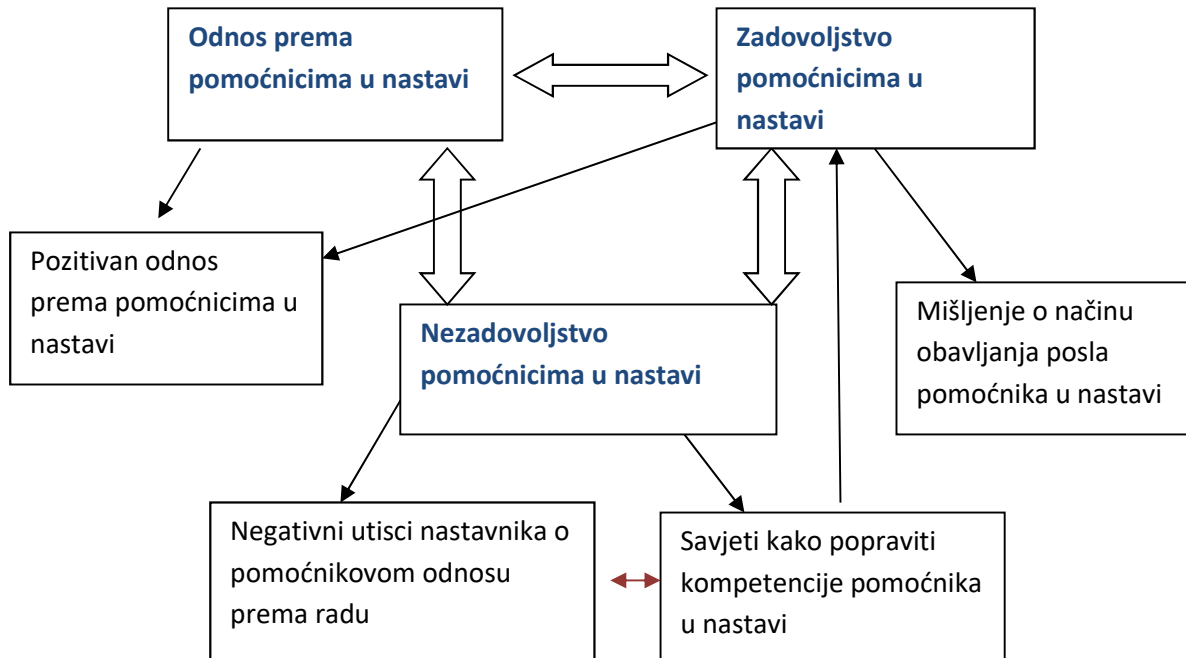 Odnos prema
pomoćnicima u nastavi
Zadovoljstvo
pomoćnicima u
nastavi
Pozitivan odnos
prema pomoćnicima u
nastavi
Nezadovoljstvo
pomoćnicima u nastavi
Mišljenje o načinu
obavljanja posla
pomoćnika u nastavi
Negativni utisci nastavnika o
pomoćnikovom odnosu
prema radu
Savjeti kako popraviti
kompetencije pomoćnika
u nastavi